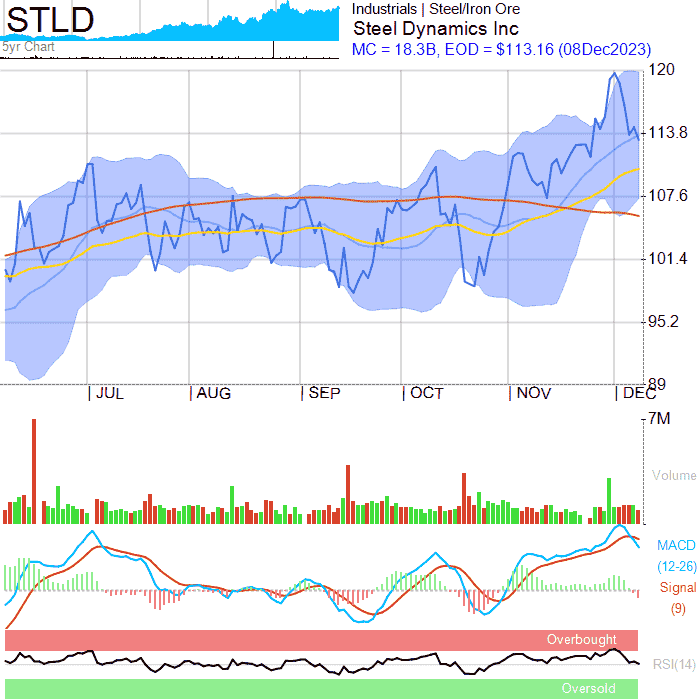 STLD
5yr Chart
Industrials | Steel/Iron Ore
Steel Dynamics Inc
MC = 18.3B, EOD = $113.16 (08Dec2023)
120
113.8
107.6
101.4
95.2
89
JUL
AUG
SEP
OCT
NOV
DEC
7M
Volume
MACD
(12-26)
Signal
(9)
Overbought
RSI(14)
Oversold